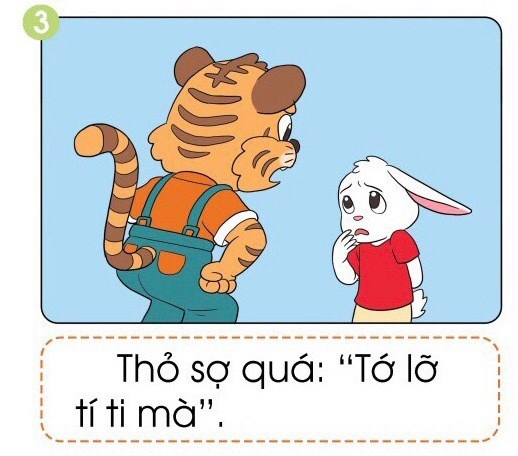 3
Thỏ sợ quá: “Tớ lỡ
tí ti mà”.